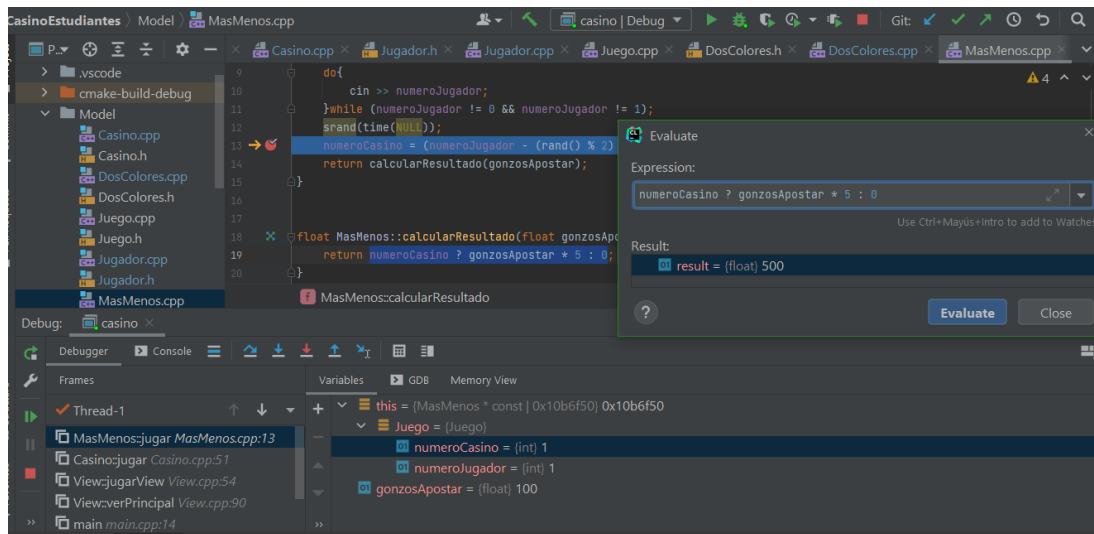 CasinoEstudiantes Model MasMenos.cpp casino | Debug Git:
P... Casino.cpp Jugador.h Jugador.cpp Juego.cpp DosColores.h DosColores.cpp MasMenos.cpp
.vscode
cmake-build-debug
Model
Casino.cpp
Casino.h
DosColores.cpp
DosColores.h
Juego.cpp
Juego.h
Jugador.cpp
Jugador.h
MasMenos.cpp
4
9 do{
10 cin >> numeroJugador;
11 }while (numeroJugador != 0 && numeroJugador != 1);
12 srand(time(NULL));
13 numeroCasino = (numeroJugador - (rand() % 2)
14 return calcularResultado(gonzosApostar);
15 }
16
17
18 float MasMenos::calcularResultado(float gonzosApo
19 return numeroCasino ? gonzosApostar * 5 : 0;
20 }
MasMenos::calcularResultado
Evaluate
Expression:
numeroCasino ? gonzosApostar * 5 : 0
Use Ctrl+Mayús+Intro to add to Watches
Result:
result = {float} 500
? Evaluate Close
Debug: casino
Debugger Console
Frames
Thread-1
MasMenos::jugar MasMenos.cpp:13
Casino::jugar Casino.cpp:51
View::jugarView View.cpp:54
View::verPrincipal View.cpp:90
main main.cpp:14
Variables GDB Memory View
this = {MasMenos * const | 0x10b6f50} 0x10b6f50
Juego = {Juego}
numeroCasino = {int} 1
numeroJugador = {int} 1
gonzosApostar = {float} 100